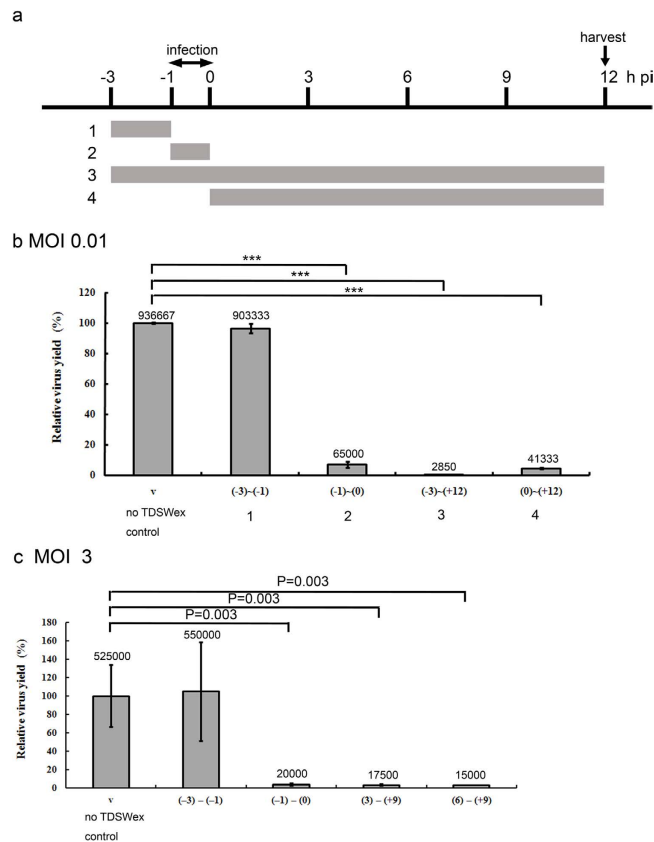 a
infection
harvest
-3 -1 0 3 6 9 12 h pi
1
2
3
4
b MOI 0.01
***
***
***
Relative virus yield (%)
120
100
80
60
40
20
0
936667
903333
65000
2850
41333
v (-3)~(-1) (-1)~(0) (-3)~(+12) (0)~(+12)
no TDSWex 1 2 3 4
control
c MOI 3
P=0.003
P=0.003
P=0.003
Relative virus yield (%)
180
160
140
120
100
80
60
40
20
0
525000
550000
20000
17500
15000
v (–3) – (–1) (–1) – (0) (3) – (+9) (6) – (+9)
no TDSWex
control